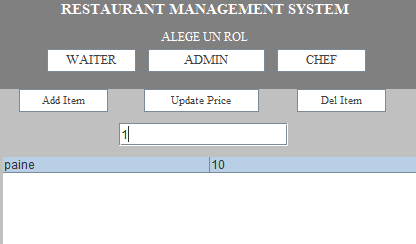 RESTAURANT MANAGEMENT SYSTEM
ALEGE UN ROL
WAITER ADMIN CHEF
Add Item Update Price Del Item
1
paine 10